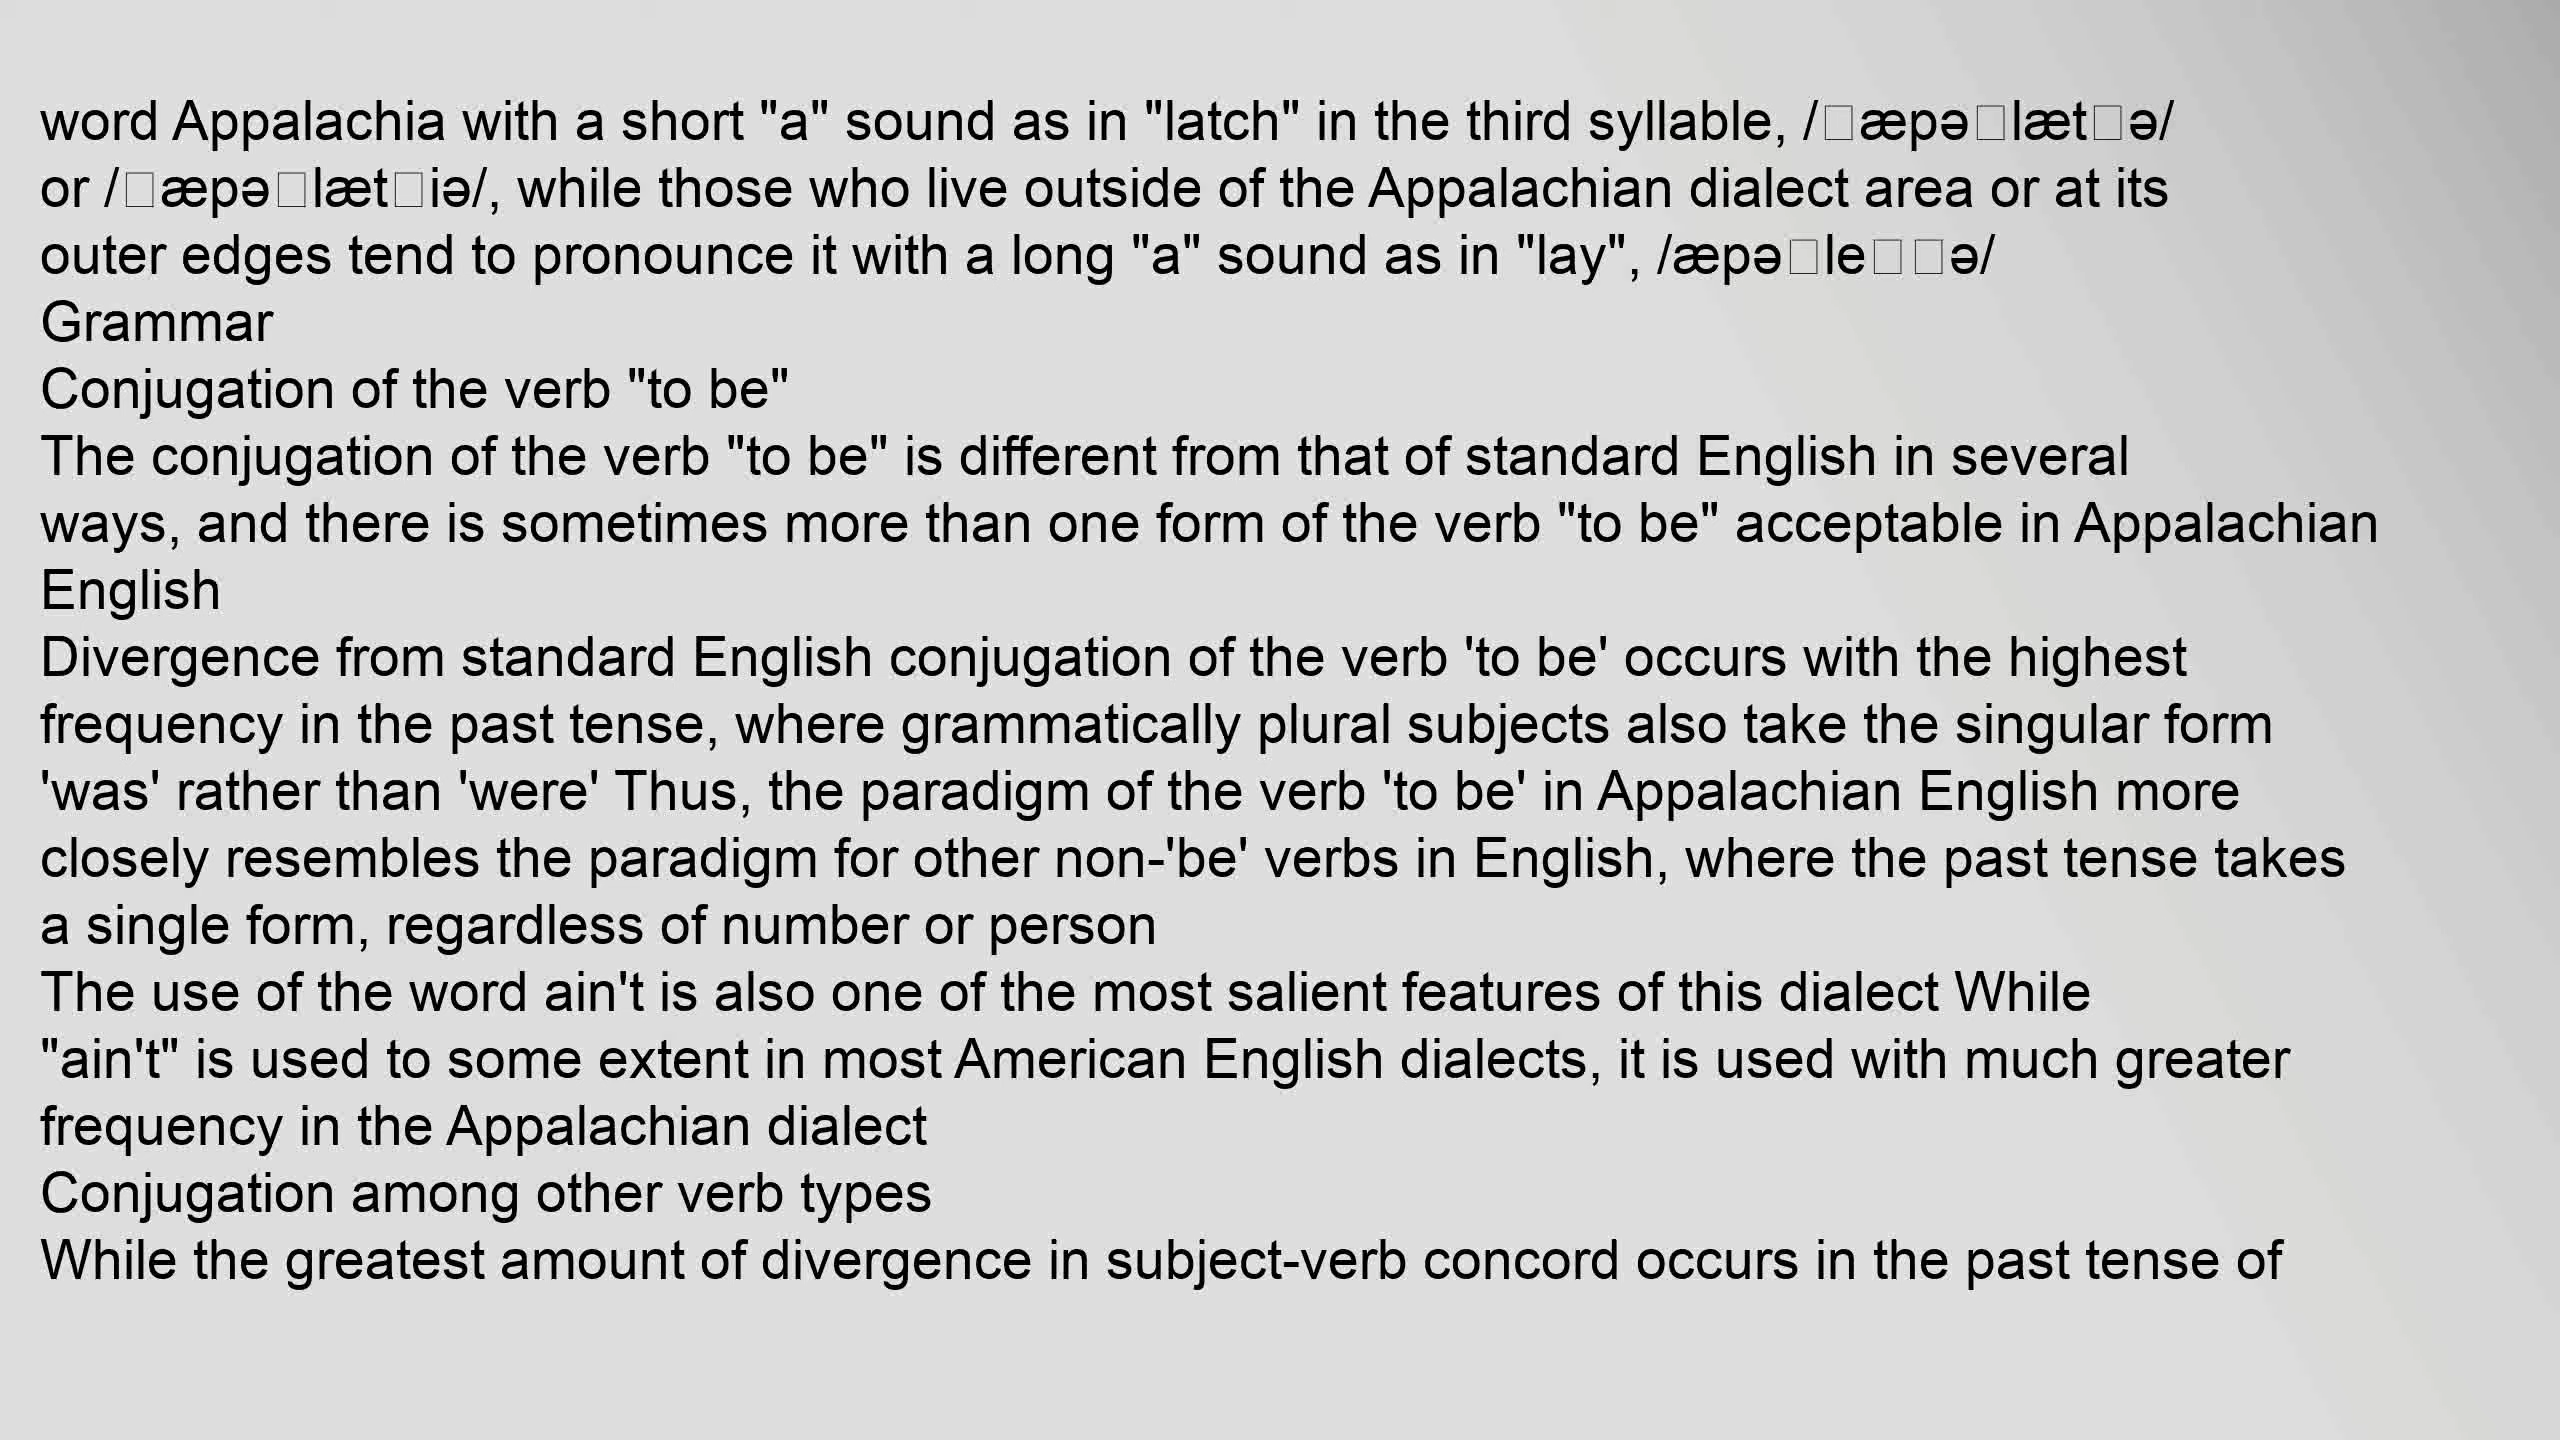 word Appalachia with a short "a" sound as in "latch" in the third syllable, /□æpə□læt□ə/
or /□æpə□læt□iə/, while those who live outside of the Appalachian dialect area or at its
outer edges tend to pronounce it with a long "a" sound as in "lay", /æpə□le□□ə/
Grammar
Conjugation of the verb "to be"
The conjugation of the verb "to be" is different from that of standard English in several
ways, and there is sometimes more than one form of the verb "to be" acceptable in Appalachian
English
Divergence from standard English conjugation of the verb 'to be' occurs with the highest
frequency in the past tense, where grammatically plural subjects also take the singular form
'was' rather than 'were' Thus, the paradigm of the verb 'to be' in Appalachian English more
closely resembles the paradigm for other non-'be' verbs in English, where the past tense takes
a single form, regardless of number or person
The use of the word ain't is also one of the most salient features of this dialect While
"ain't" is used to some extent in most American English dialects, it is used with much greater
frequency in the Appalachian dialect
Conjugation among other verb types
While the greatest amount of divergence in subject-verb concord occurs in the past tense of